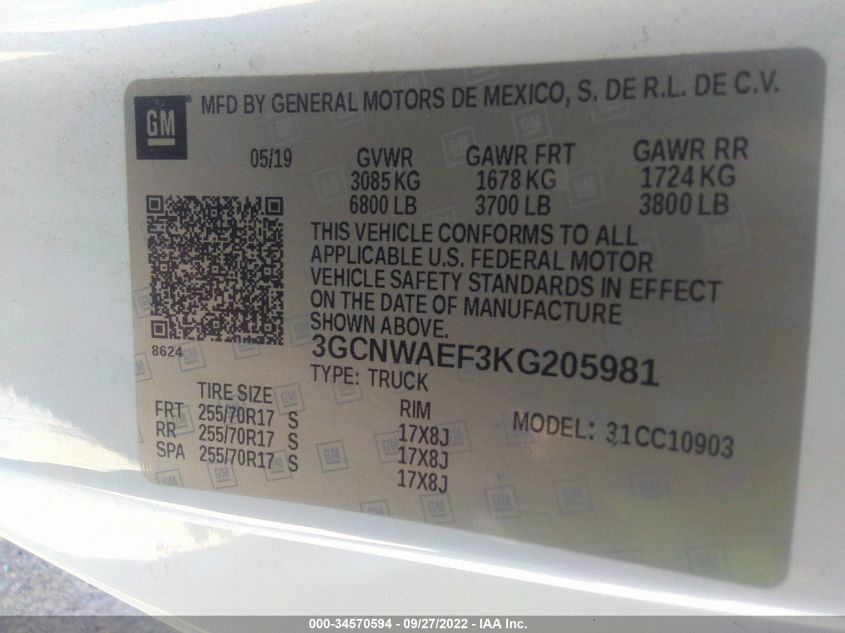 GM
MFD BY GENERAL MOTORS DE MEXICO, S. DE R.L. DE C.V.
05/19 GVWR GAWR FRT GAWR RR
3085 KG 1678 KG 1724 KG
6800 LB 3700 LB 3800 LB
THIS VEHICLE CONFORMS TO ALL
APPLICABLE U.S. FEDERAL MOTOR
VEHICLE SAFETY STANDARDS IN EFFECT
ON THE DATE OF MANUFACTURE
SHOWN ABOVE.
8624
3GCNWAEF3KG205981
TYPE: TRUCK
TIRE SIZE RIM
FRT 255/70R17 S 17X8J
RR 255/70R17 S 17X8J
SPA 255/70R17 S 17X8J
MODEL: 31CC10903
000-34570594 - 09/27/2022 - IAA Inc.